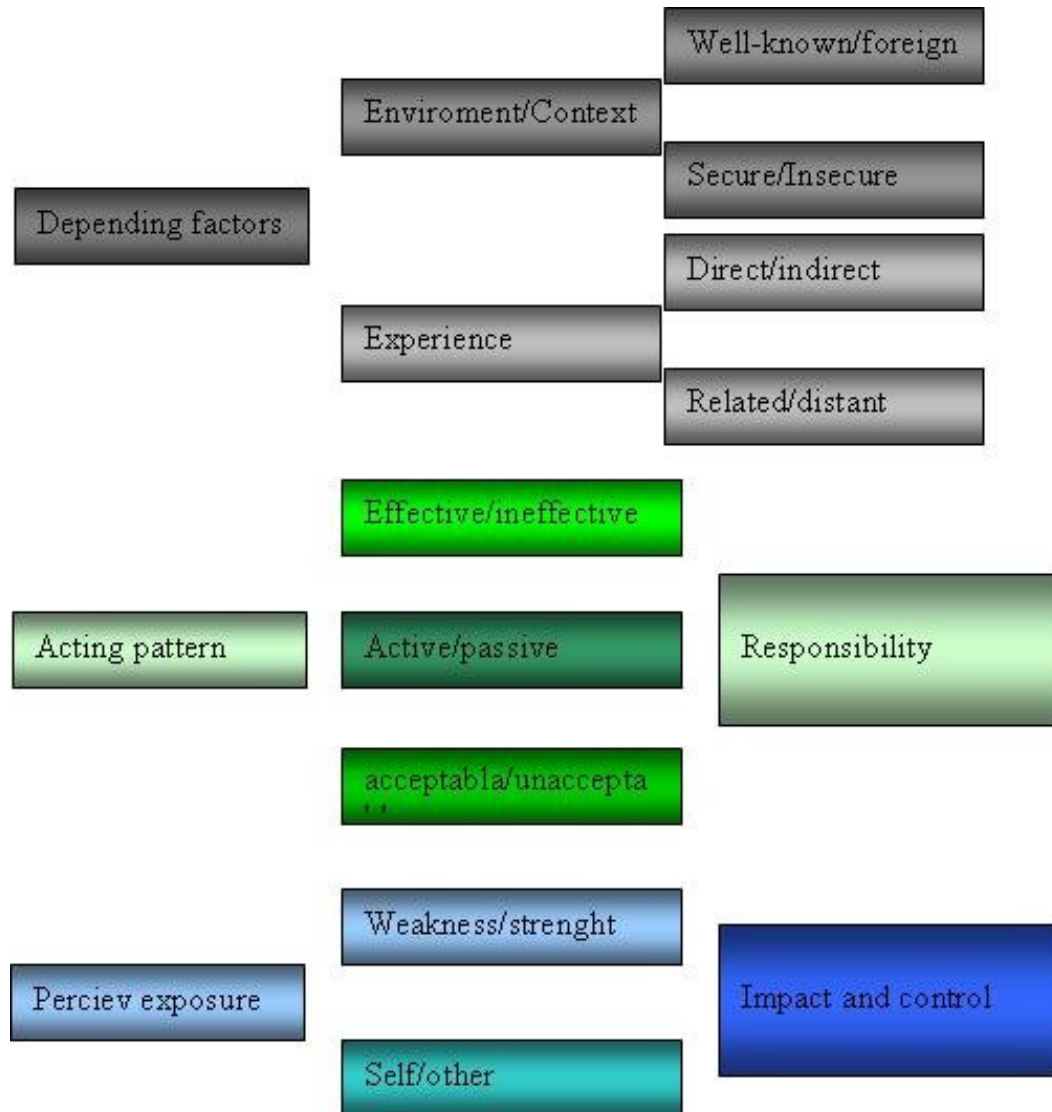 Well-known/foreign
Enviroment/Context
Secure/Insecure
Depending factors
Direct/indirect
Experience
Related/distant
Effective/ineffective
Acting pattern
Active/passive
Responsibility
acceptabla/unaccepta
Weakness/strenght
Perciev exposure
Impact and control
Self/other